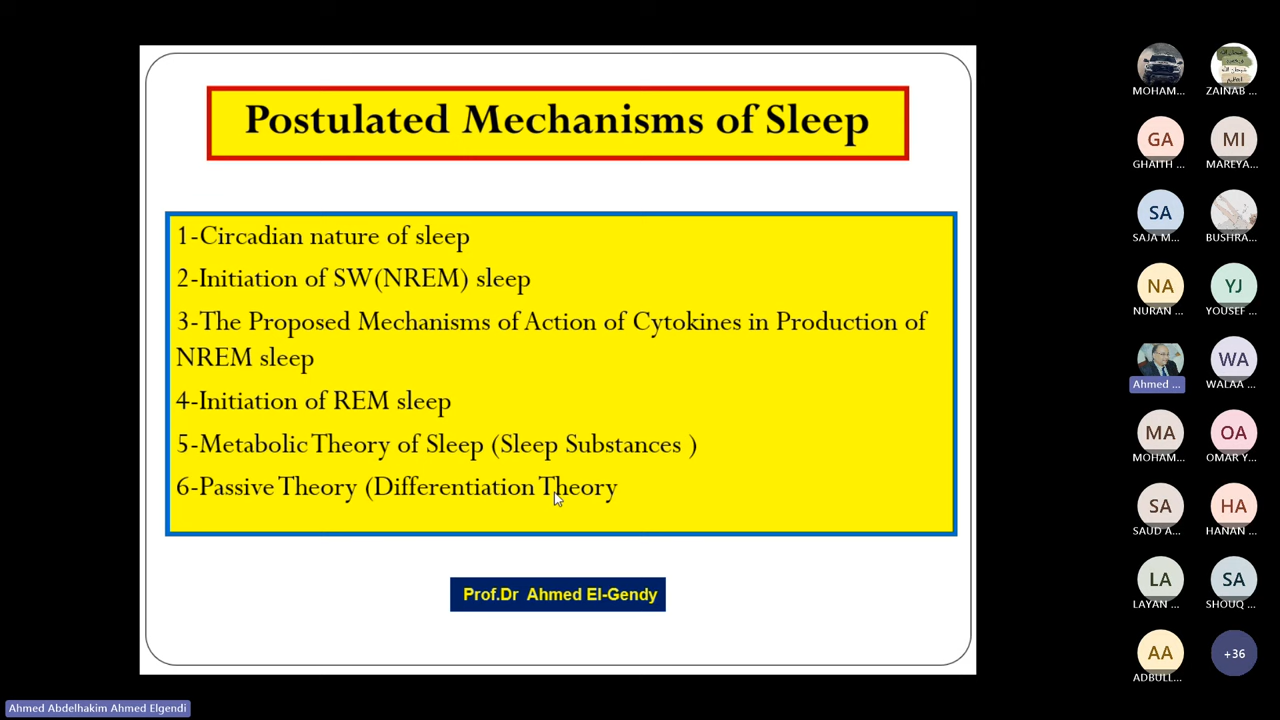 Postulated Mechanisms of Sleep
1-Circadian nature of sleep
2-Initiation of SW(NREM) sleep
3-The Proposed Mechanisms of Action of Cytokines in Production of
NREM sleep
4-Initiation of REM sleep
5-Metabolic Theory of Sleep (Sleep Substances )
6-Passive Theory (Differentiation Theory
Prof.Dr Ahmed El-Gendy
MOHAM...
ZAINAB ...
GA
MI
GHAITH ...
MAREYA...
SA
SAJA M...
BUSHRA...
NA
YJ
NURAN ...
YOUSEF ...
WA
Ahmed ...
WALAA ...
MA
OA
MOHAM...
OMAR Y...
SA
HA
SAUD A...
HANAN ...
LA
SA
LAYAN ...
SHOUQ ...
AA
+36
ADBULL...
Ahmed Abdelhakim Ahmed Elgendi